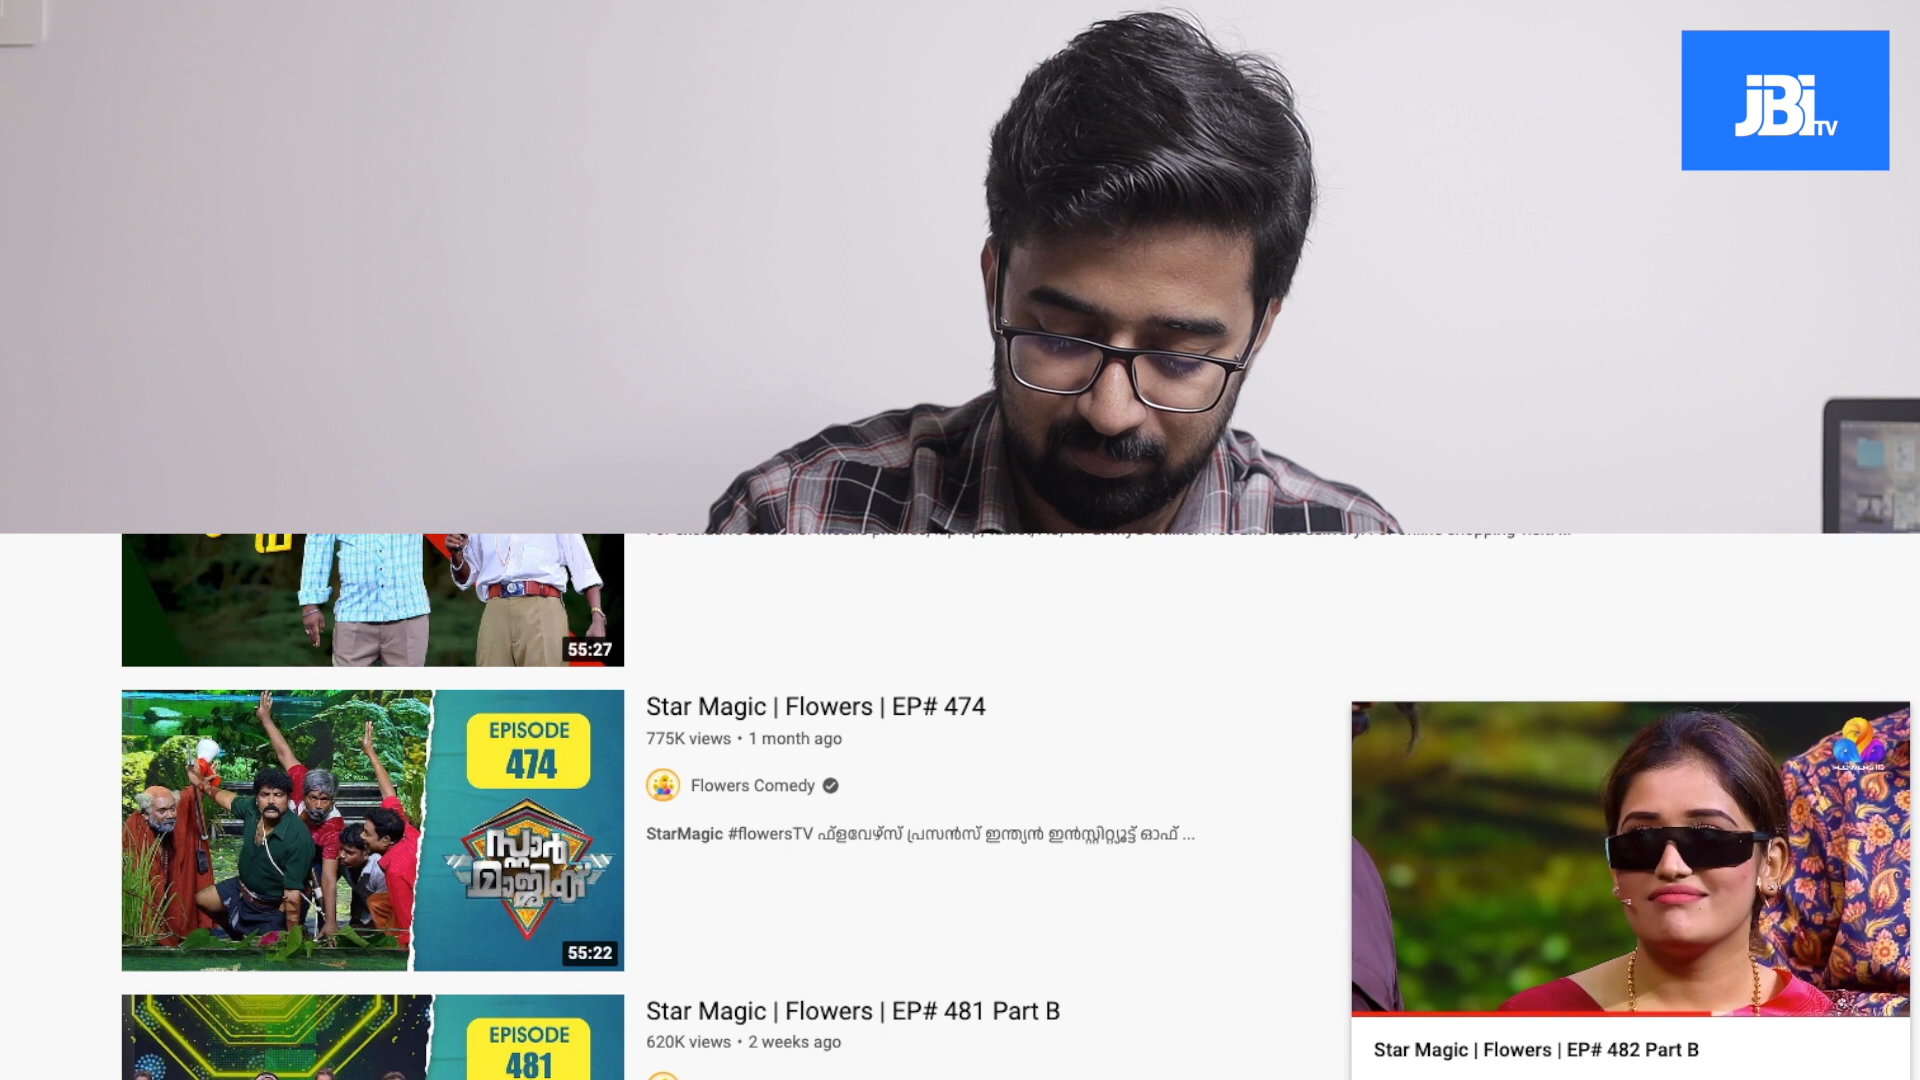 JBi TV
55:27
EPISODE
474
സ്റ്റാർ
മാജിക്
55:22
Star Magic | Flowers | EP# 474
775K views • 1 month ago
Flowers Comedy
StarMagic #flowersTV ഫ്ളവേഴ്സ് പ്രസൻസ് ഇന്ത്യൻ ഇൻസ്റ്റിറ്റ്യൂട്ട് ഓഫ് ...
EPISODE
481
Star Magic | Flowers | EP# 481 Part B
620K views • 2 weeks ago
Star Magic | Flowers | EP# 482 Part B